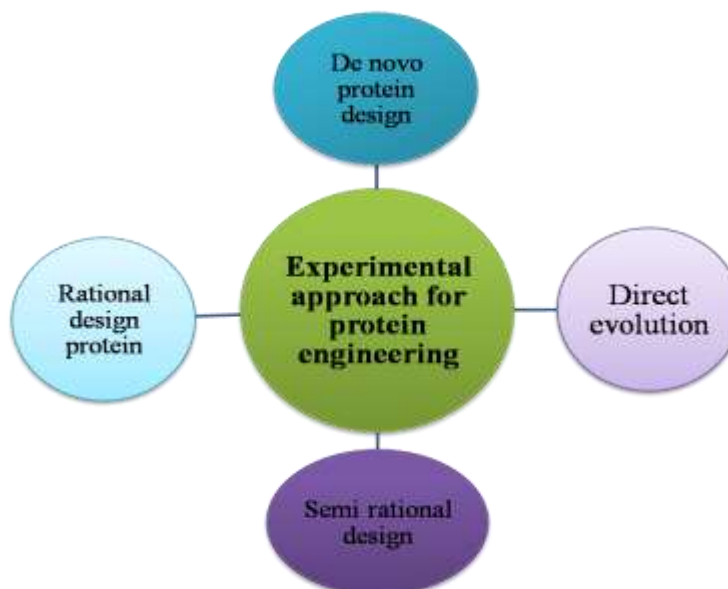 De novo
protein
design
Experimental
approach for
protein
engineering
Rational
design
protein
Direct
evolution
Semi rational
design